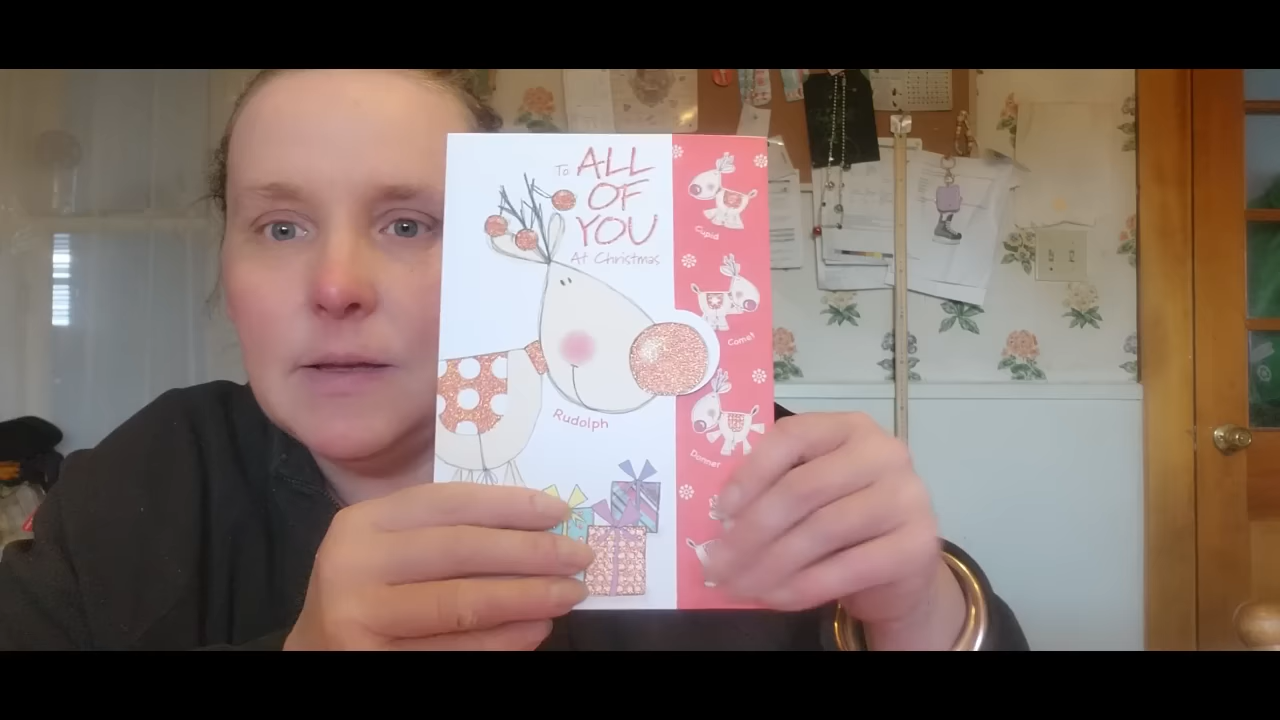 To ALL
OF
YOU
At Christmas
Rudolph
Cupid
Comet
Donner